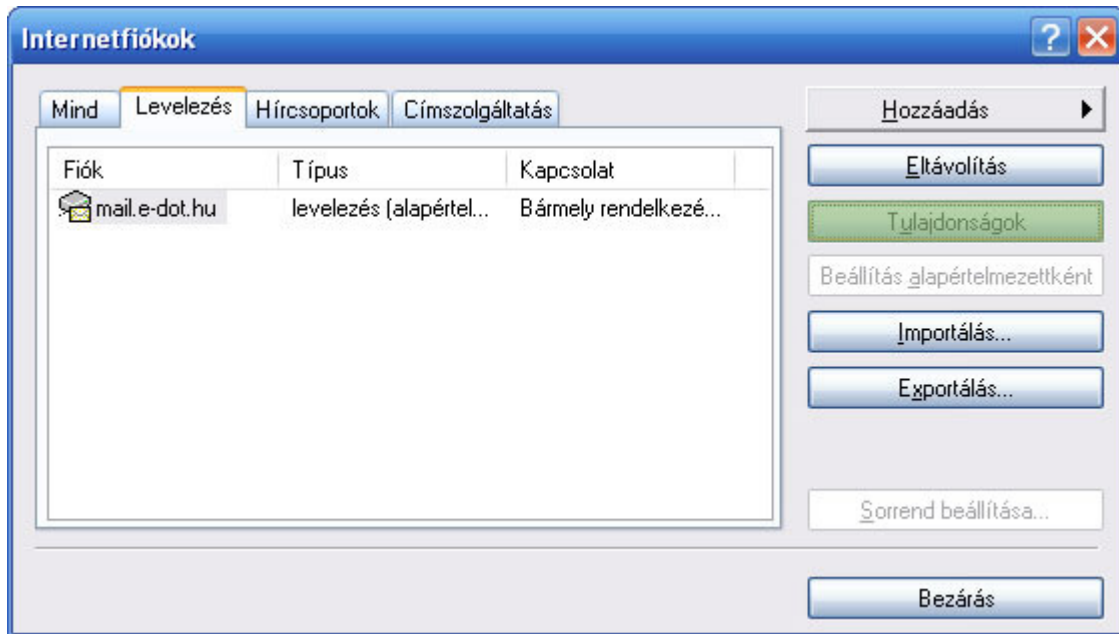 Internetfiókok
Mind Levelezés Hírcsoportok Címszolgáltatás
Fiók Típus Kapcsolat
mail.e-dot.hu levelezés (alapértel... Bármely rendelkezé...
Hozzáadás
Eltávolítás
Tulajdonságok
Beállítás alapértelmezettként
Importálás...
Exportálás...
Sorrend beállítása...
Bezárás